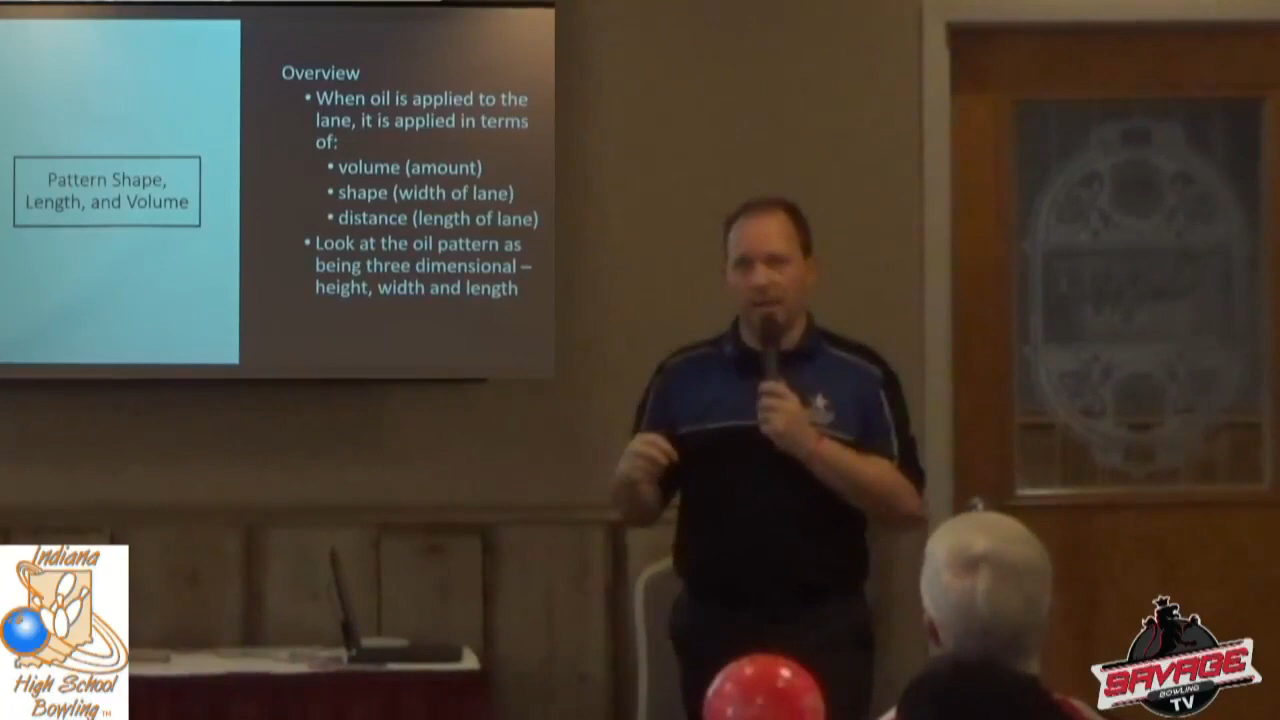 Pattern Shape,
Length, and Volume
Overview
• When oil is applied to the
lane, it is applied in terms
of:
• volume (amount)
• shape (width of lane)
• distance (length of lane)
• Look at the oil pattern as
being three dimensional –
height, width and length
Indiana
High School
Bowling™
SAVAGE
BOWLING
TV